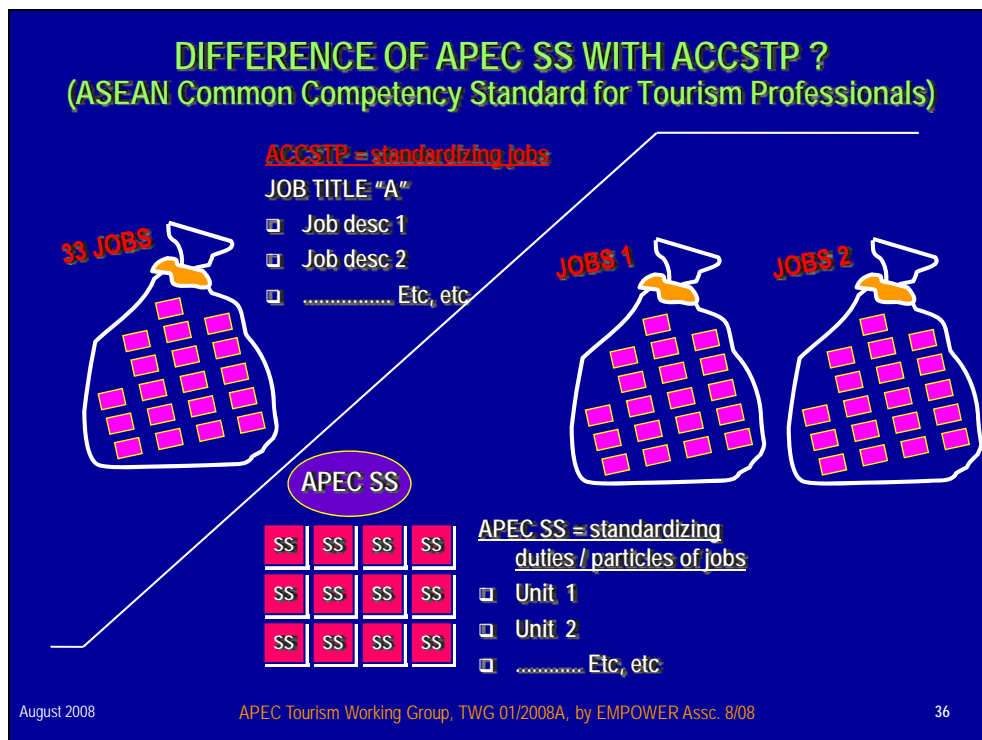 DIFFERENCE OF APEC SS WITH ACCSTP ?
(ASEAN Common Competency Standard for Tourism Professionals)
ACCSTP = standardizing jobs
JOB TITLE “A”
Job desc 1
Job desc 2
................ Etc, etc
33 JOBS
JOBS 1
JOBS 2
APEC SS
SS SS SS SS
SS SS SS SS
SS SS SS SS
APEC SS = standardizing
duties / particles of jobs
Unit 1
Unit 2
............ Etc, etc
August 2008
APEC Tourism Working Group, TWG 01/2008A, by EMPOWER Assc. 8/08
36